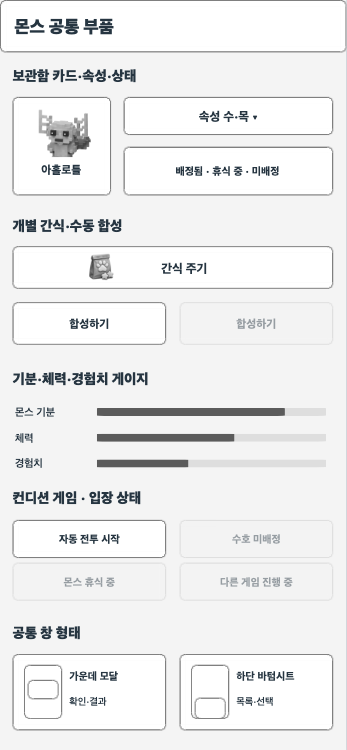 몬스 공통 부품
보관함 카드·속성·상태
아홀로틀
속성 수·목 ▾
배정됨 · 휴식 중 · 미배정
개별 간식·수동 합성
간식 주기
합성하기
합성하기
기분·체력·경험치 게이지
몬스 기분
체력
경험치
컨디션 게임 · 입장 상태
자동 전투 시작
수호 미배정
몬스 휴식 중
다른 게임 진행 중
공통 창 형태
가운데 모달
확인·결과
하단 바텀시트
목록·선택